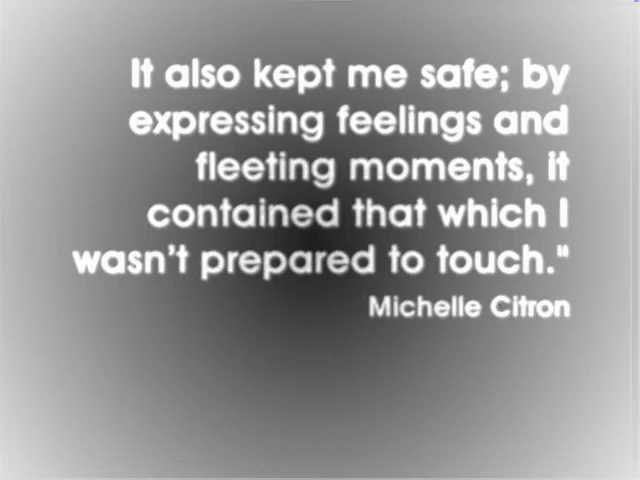 It also kept me safe; by
expressing feelings and
fleeting moments, it
contained that which I
wasn't prepared to touch."
Michelle Citron